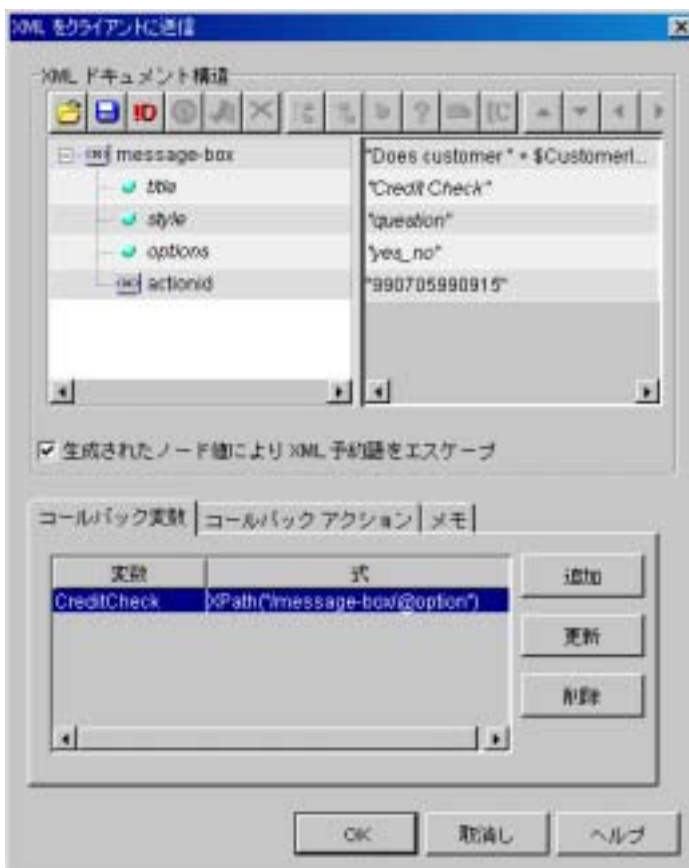 XML をクライアントに送信
XML ドキュメント構造
message-box "Does customer " + $CustomerI...
title "Credit Check"
style "question"
options "yes_no"
actionid "990705990915"
生成されたノード値により XML 予約語をエスケープ
コールバック変数 コールバック アクション メモ
変数 式
CreditCheck XPath("/message-box/@option")
追加
更新
削除
OK 取消し ヘルプ